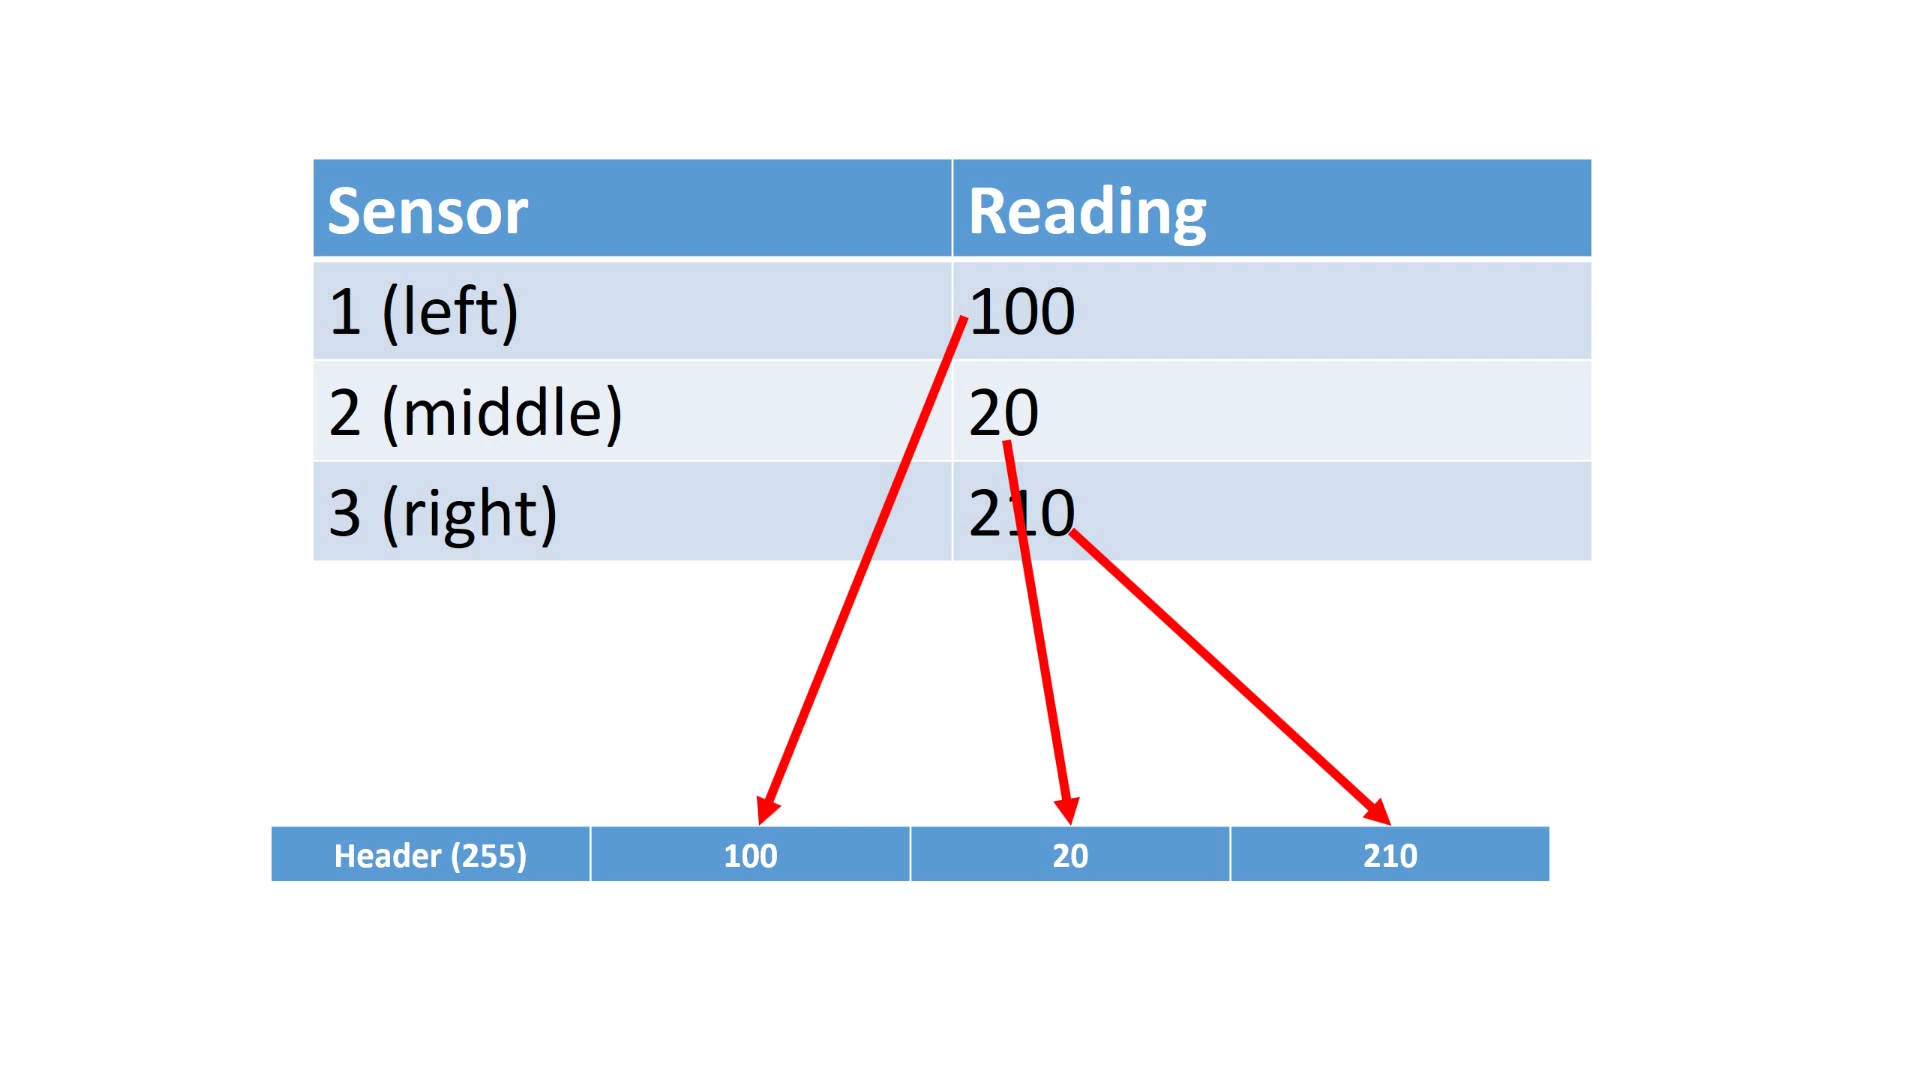 Sensor Reading
1 (left) 100
2 (middle) 20
3 (right) 210
Header (255) 100 20 210